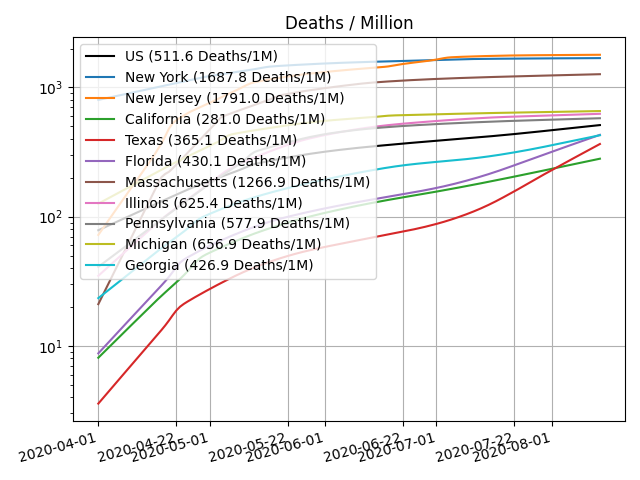 Deaths / Million
US (511.6 Deaths/1M)
New York (1687.8 Deaths/1M)
New Jersey (1791.0 Deaths/1M)
California (281.0 Deaths/1M)
Texas (365.1 Deaths/1M)
Florida (430.1 Deaths/1M)
Massachusetts (1266.9 Deaths/1M)
Illinois (625.4 Deaths/1M)
Pennsylvania (577.9 Deaths/1M)
Michigan (656.9 Deaths/1M)
Georgia (426.9 Deaths/1M)
10³
10²
10¹
2020-04-01
2020-04-22
2020-05-01
2020-05-22
2020-06-01
2020-06-22
2020-07-01
2020-07-22
2020-08-01